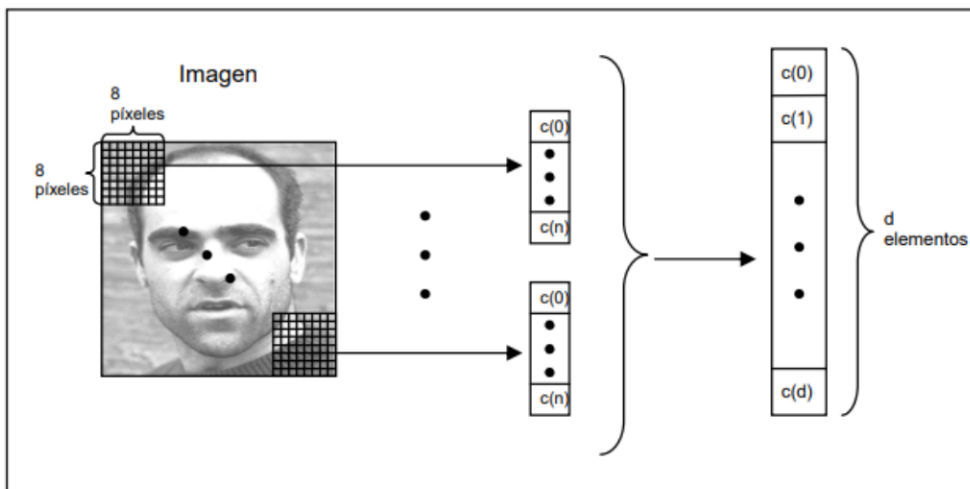 Imagen
8
píxeles
8
píxeles
c(0)
c(n)
c(0)
c(n)
c(0)
c(1)
c(d)
d
elementos